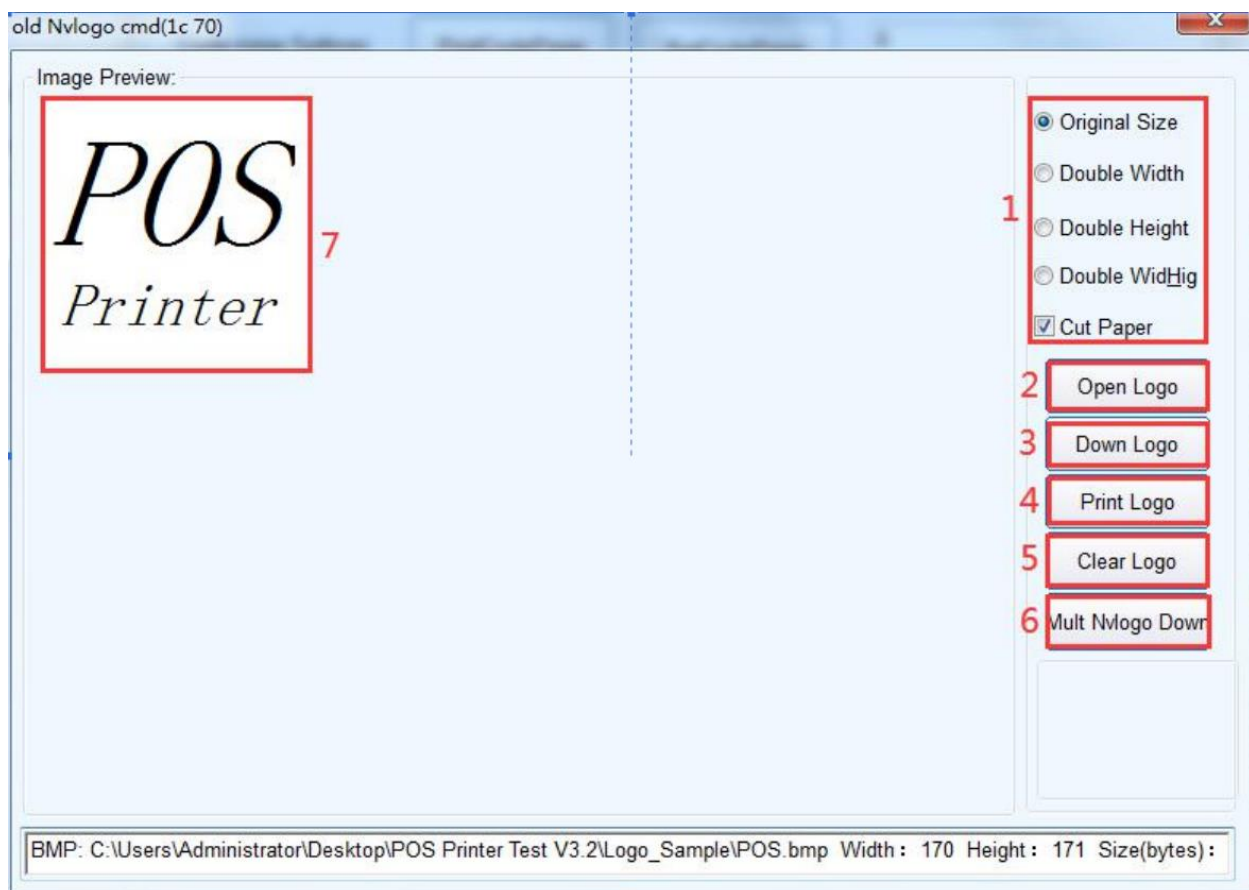 old Nvlogo cmd(1c 70)
Image Preview:
POS
Printer
7
1
Original Size
Double Width
Double Height
Double WidHig
Cut Paper
2 Open Logo
3 Down Logo
4 Print Logo
5 Clear Logo
6 Mult Nvlogo Down
BMP: C:\Users\Administrator\Desktop\POS Printer Test V3.2\Logo_Sample\POS.bmp Width： 170 Height： 171 Size(bytes)：